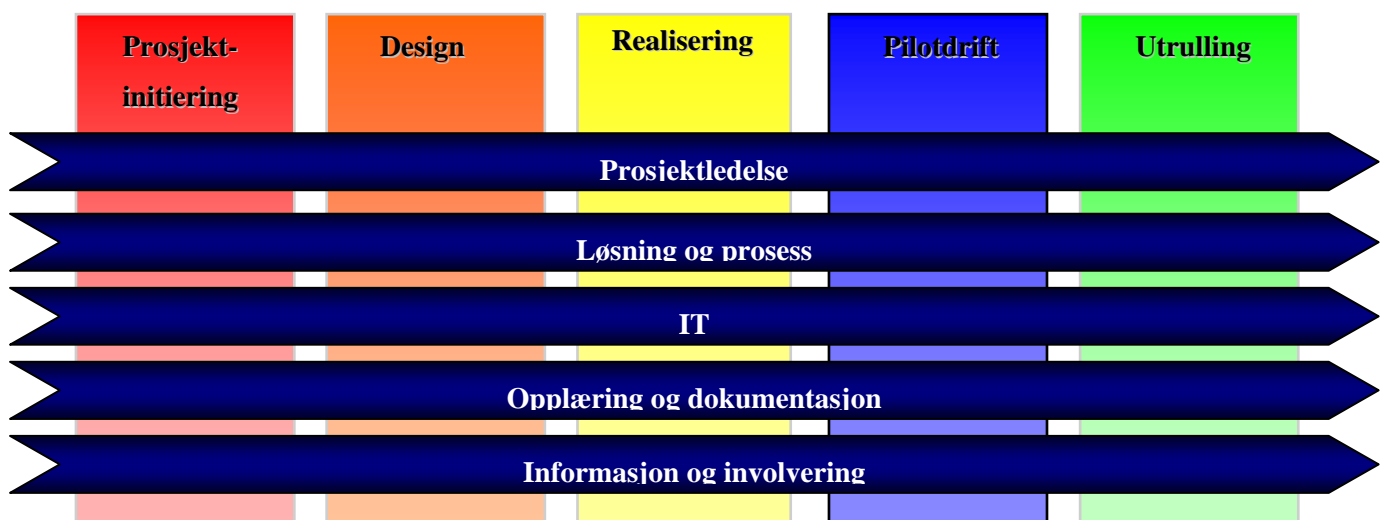 Prosjekt-
initiering
Design
Realisering
Pilotdrift
Utrulling
Prosjektledelse
Løsning og prosess
IT
Opplæring og dokumentasjon
Informasjon og involvering